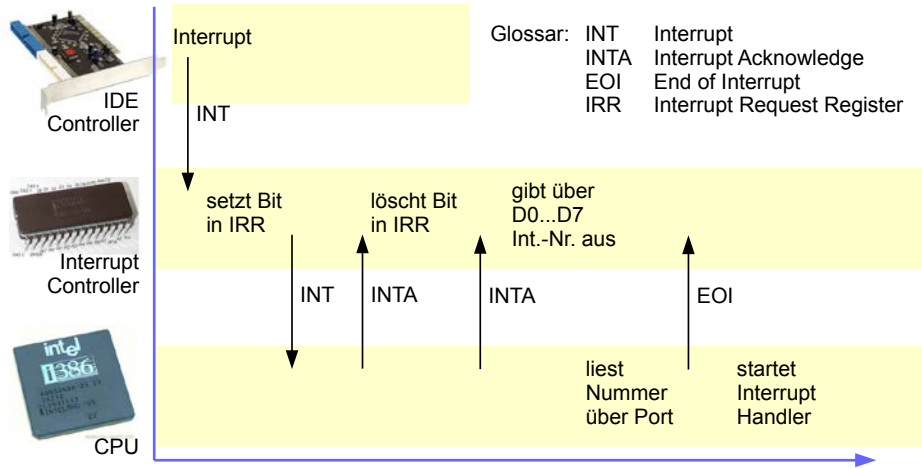 Interrupt
Glossar: INT Interrupt
INTA Interrupt Acknowledge
EOI End of Interrupt
IRR Interrupt Request Register
IDE
Controller
INT
setzt Bit
in IRR
löscht Bit
in IRR
gibt über
D0...D7
Int.-Nr. aus
Interrupt
Controller
INT
INTA
INTA
EOI
intel
i386
liest
Nummer
über Port
startet
Interrupt
Handler
CPU